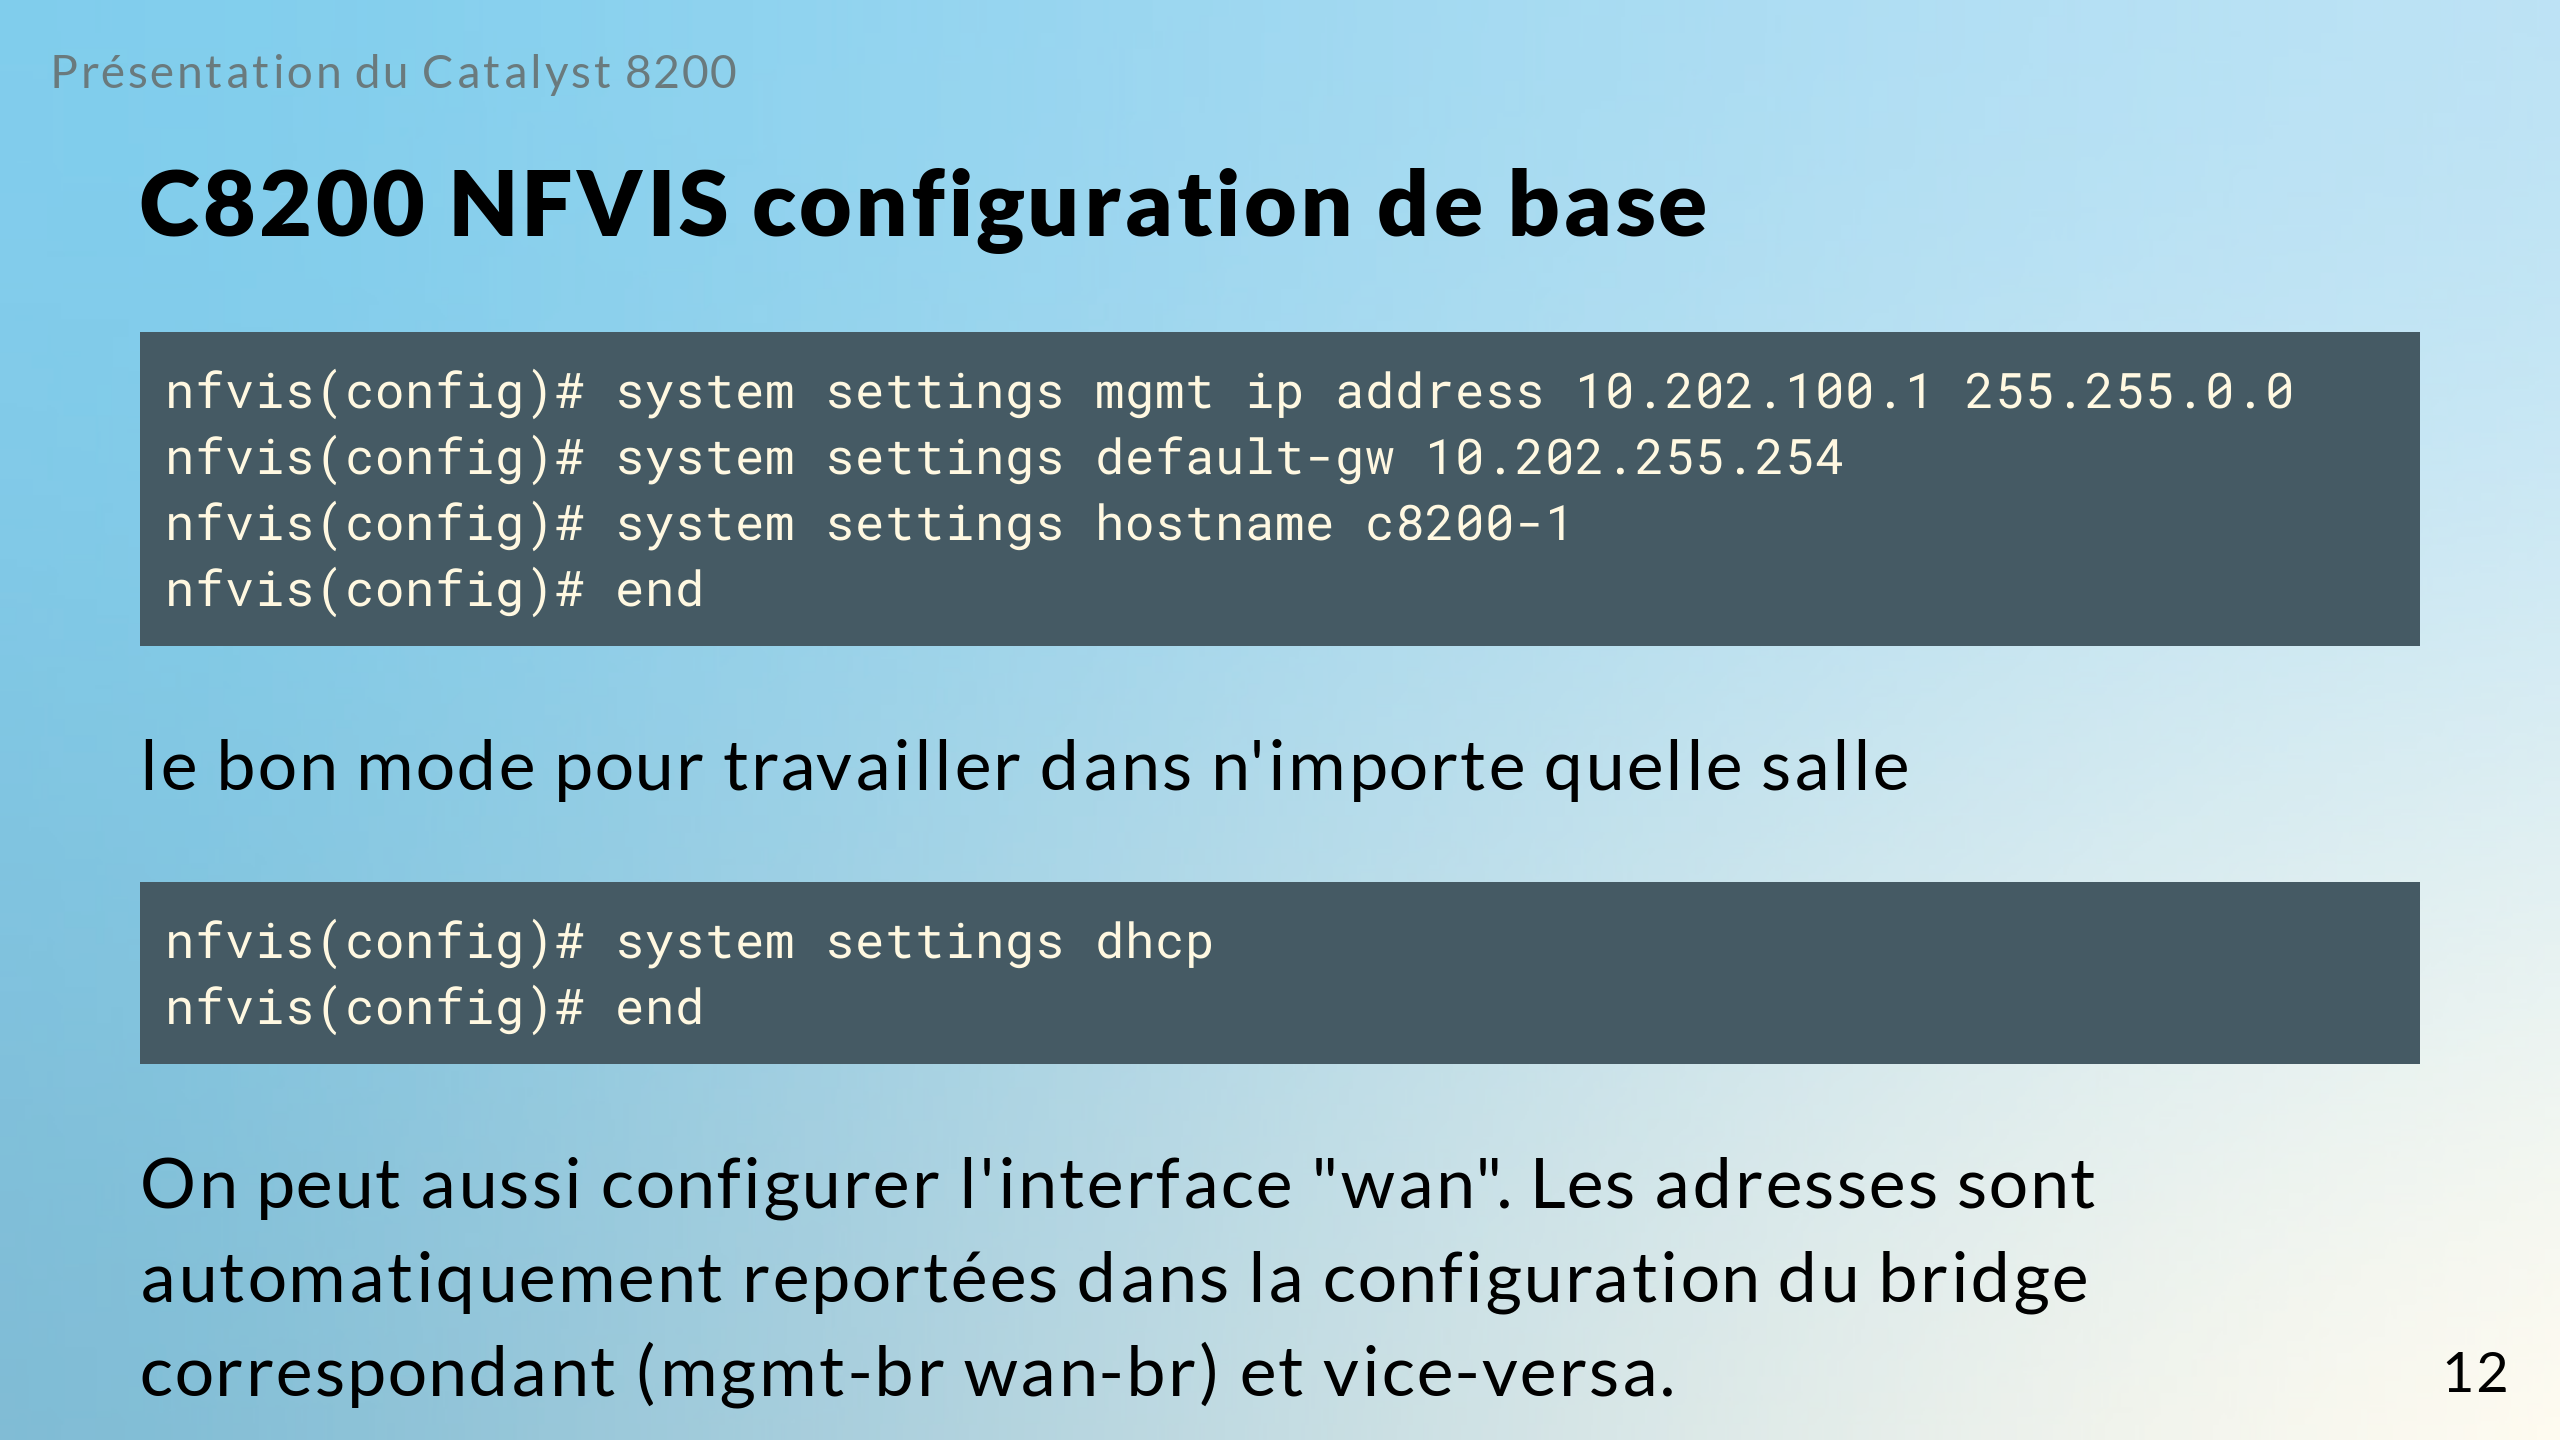 Présentation du Catalyst 8200
C8200 NFVIS configuration de base
nfvis(config)# system settings mgmt ip address 10.202.100.1 255.255.0.0
nfvis(config)# system settings default-gw 10.202.255.254
nfvis(config)# system settings hostname c8200-1
nfvis(config)# end
le bon mode pour travailler dans n'importe quelle salle
nfvis(config)# system settings dhcp
nfvis(config)# end
On peut aussi configurer l'interface "wan". Les adresses sont
automatiquement reportées dans la configuration du bridge
correspondant (mgmt-br wan-br) et vice-versa.
12